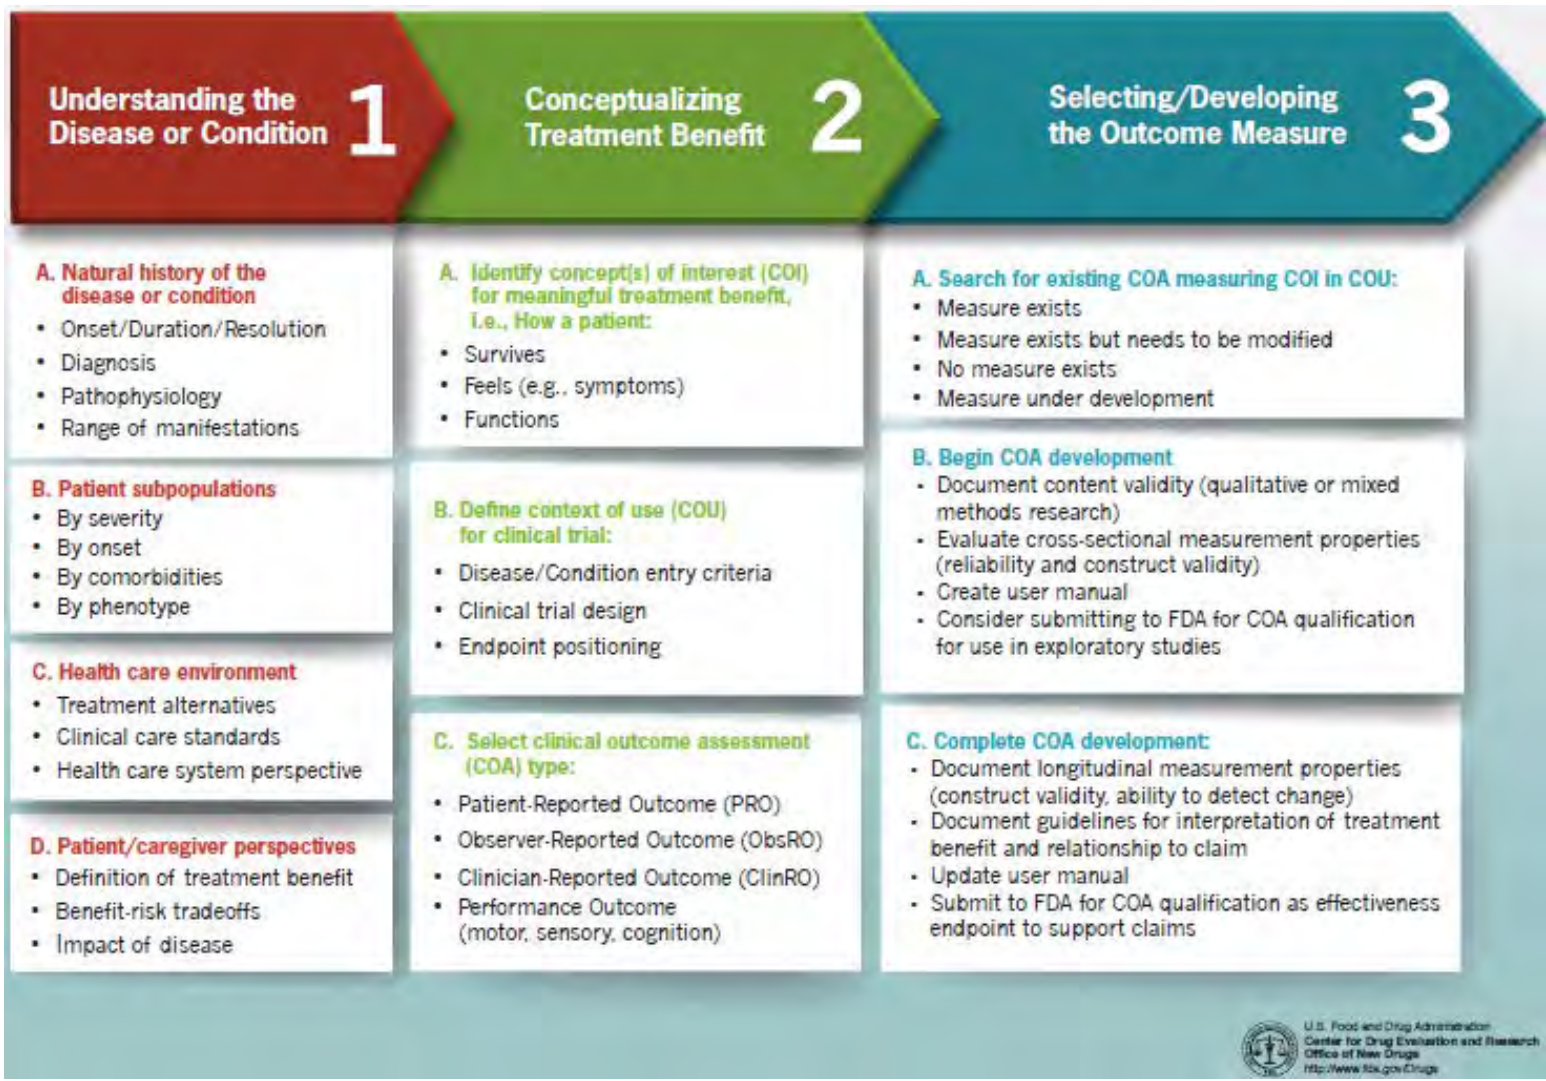 Understanding the
Disease or Condition
1
Conceptualizing
Treatment Benefit
2
Selecting/Developing
the Outcome Measure
3
A. Natural history of the
disease or condition
• Onset/Duration/Resolution
• Diagnosis
• Pathophysiology
• Range of manifestations
B. Patient subpopulations
• By severity
• By onset
• By comorbidities
• By phenotype
C. Health care environment
• Treatment alternatives
• Clinical care standards
• Health care system perspective
D. Patient/caregiver perspectives
• Definition of treatment benefit
• Benefit-risk tradeoffs
• Impact of disease
A. Identify concept(s) of interest (COI)
for meaningful treatment benefit,
i.e., How a patient:
• Survives
• Feels (e.g., symptoms)
• Functions
B. Define context of use (COU)
for clinical trial:
• Disease/Condition entry criteria
• Clinical trial design
• Endpoint positioning
C. Select clinical outcome assessment
(COA) type:
• Patient-Reported Outcome (PRO)
• Observer-Reported Outcome (ObsRO)
• Clinician-Reported Outcome (ClinRO)
• Performance Outcome
(motor, sensory, cognition)
A. Search for existing COA measuring COI in COU:
• Measure exists
• Measure exists but needs to be modified
• No measure exists
• Measure under development
B. Begin COA development
• Document content validity (qualitative or mixed
methods research)
• Evaluate cross-sectional measurement properties
(reliability and construct validity)
• Create user manual
• Consider submitting to FDA for COA qualification
for use in exploratory studies
C. Complete COA development:
• Document longitudinal measurement properties
(construct validity, ability to detect change)
• Document guidelines for interpretation of treatment
benefit and relationship to claim
• Update user manual
• Submit to FDA for COA qualification as effectiveness
endpoint to support claims
U.S. Food and Drug Administration
Center for Drug Evaluation and Research
Office of New Drugs
http://www.fda.gov/Drugs